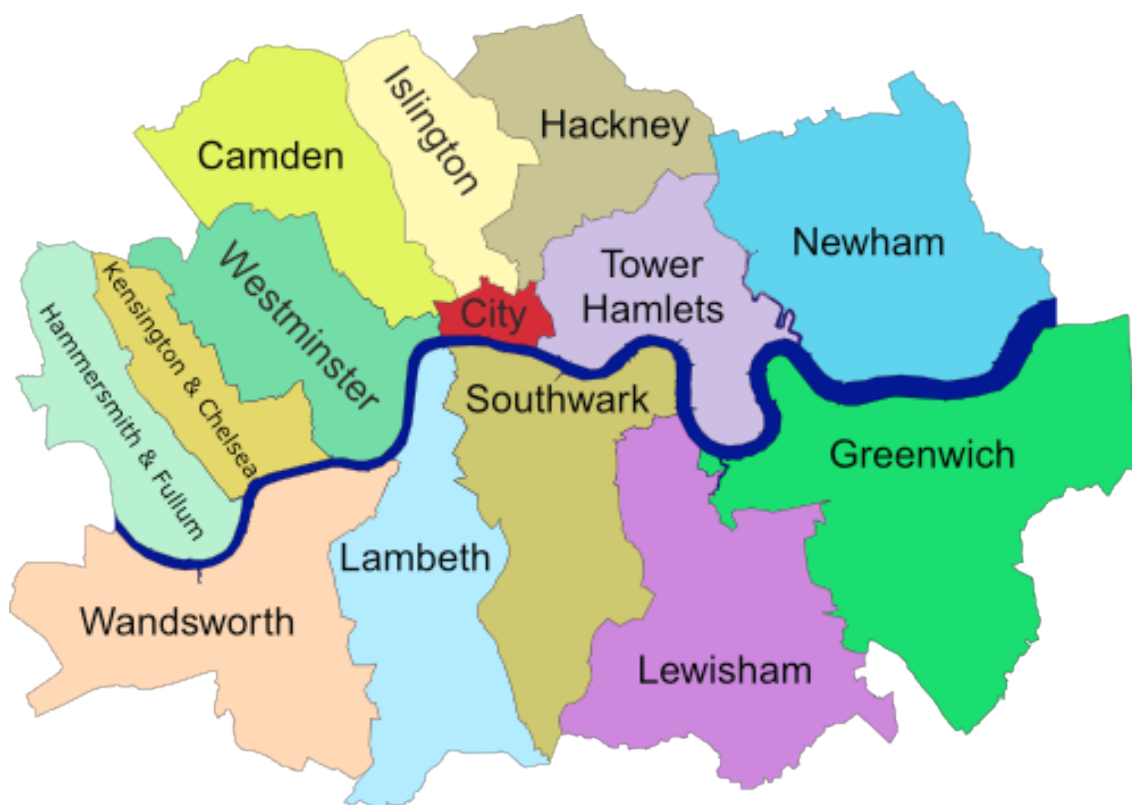 Islington
Hackney
Camden
Newham
Westminster
Tower
Hamlets
Kensington & Chelsea
City
Hammersmith & Fullum
Southwark
Greenwich
Lambeth
Wandsworth
Lewisham